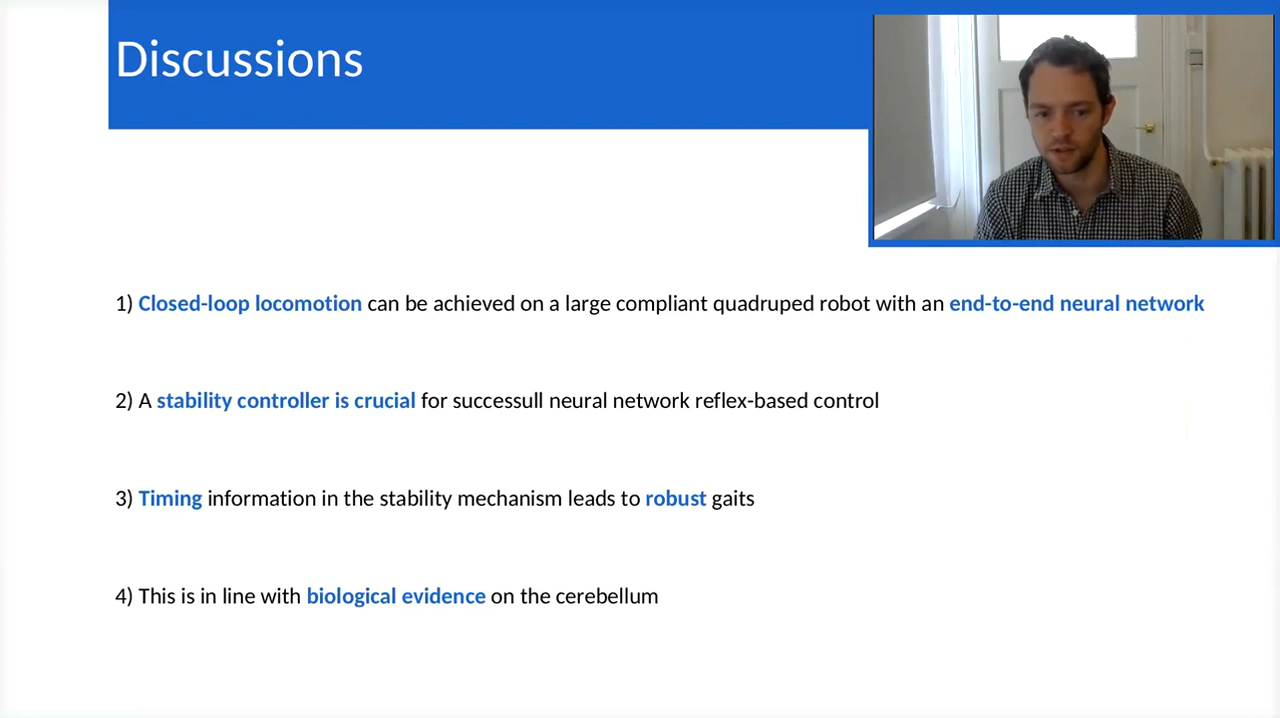 Discussions
1) Closed-loop locomotion can be achieved on a large compliant quadruped robot with an end-to-end neural network
2) A stability controller is crucial for successull neural network reflex-based control
3) Timing information in the stability mechanism leads to robust gaits
4) This is in line with biological evidence on the cerebellum